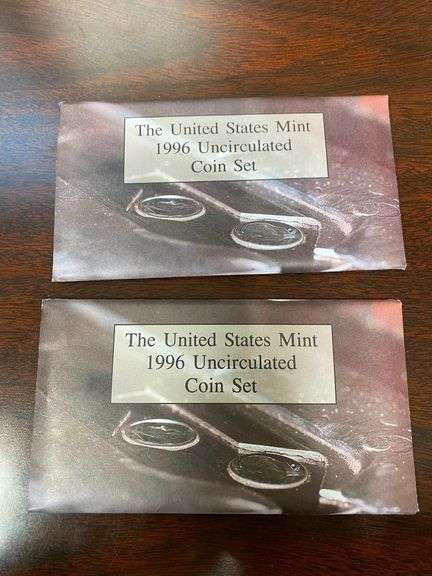 The United States Mint
1996 Uncirculated
Coin Set
The United States Mint
1996 Uncirculated
Coin Set